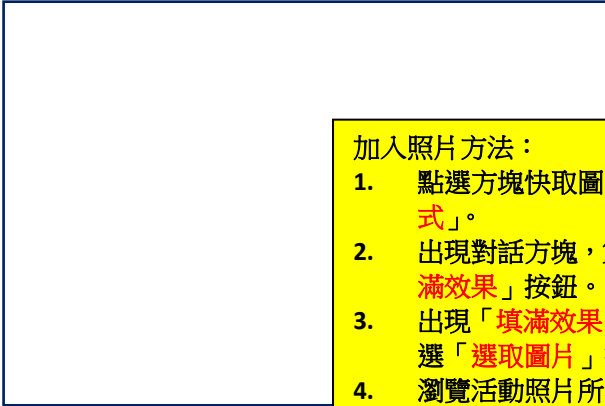 加入照片方法：
1. 點選方塊快取圖
式」。
2. 出現對話方塊，
滿效果」按鈕。
3. 出現「填滿效果
選「選取圖片」
4. 瀏覽活動照片所